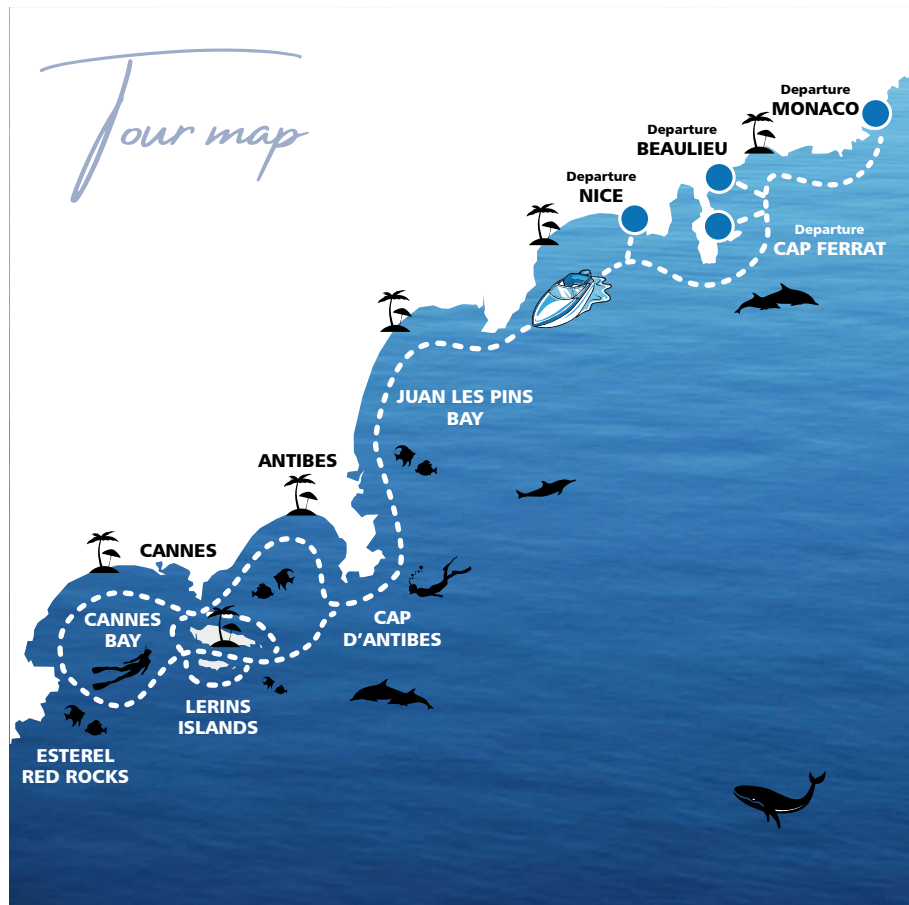 Tour map
Departure
MONACO
Departure
BEAULIEU
Departure
NICE
Departure
CAP FERRAT
JUAN LES PINS
BAY
ANTIBES
CANNES
CANNES
BAY
CAP
D'ANTIBES
LERINS
ISLANDS
ESTEREL
RED ROCKS